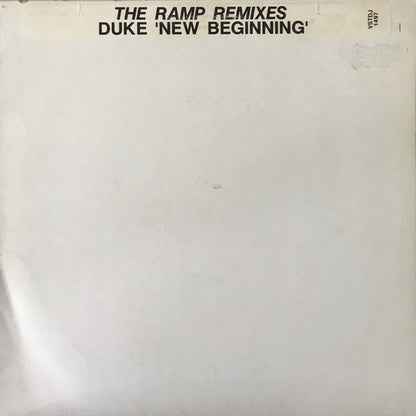 THE RAMP REMIXES
DUKE 'NEW BEGINNING'
VSTDJ
1497